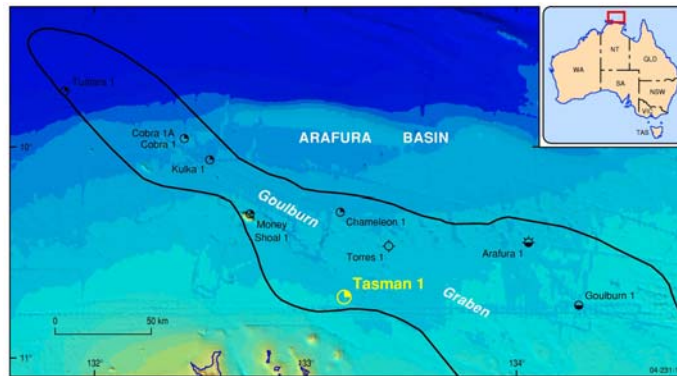 NT
QLD
WA
SA
NSW
VIC
TAS
Cobra 1A
Cobra 1
Kulka 1
ARAFURA BASIN
10°
Goulburn
Money
Shoal 1
Chameleon 1
Torres 1
Arafura 1
Tasman 1
Graben
Goulburn 1
0
50 km
11°
132°
133°
134°